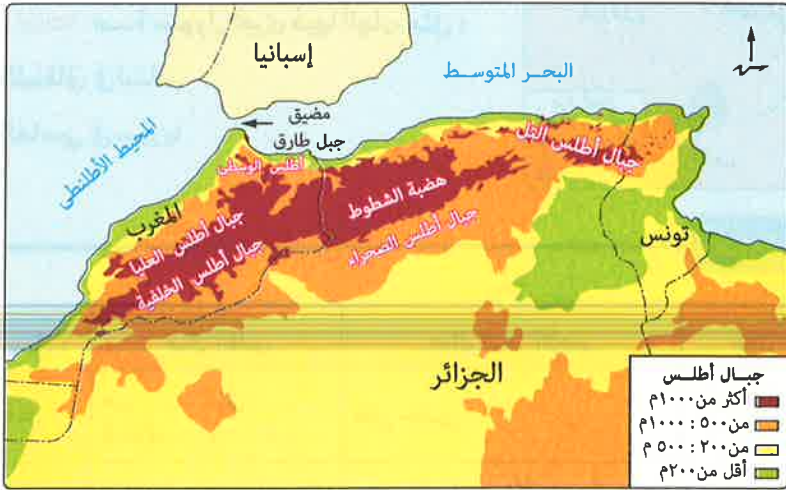 إسبانيا
البحر المتوسط
المحيط الأطلنطى
مضيق
جبل طارق
جبال أطلس التل
أطلس الوسطى
هضبة الشطوط
المغرب
جبال أطلس العليا
جبال أطلس الصحراء
تونس
جبال أطلس الخلفية
الجزائر
جبال أطلس
أكثر من ١٠٠٠م
من ٥٠٠ : ١٠٠٠م
من ٢٠٠ : ٥٠٠ م
أقل من ٢٠٠م